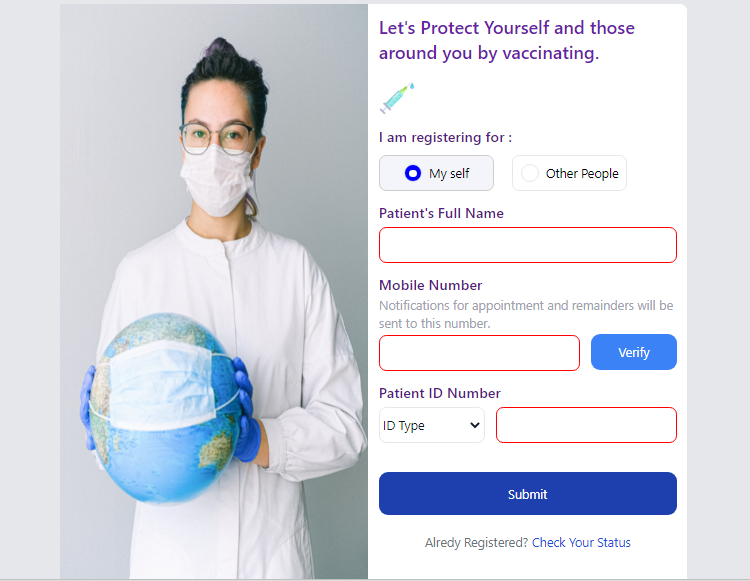 Let's Protect Yourself and those
around you by vaccinating.
I am registering for :
My self
Other People
Patient's Full Name
Mobile Number
Notifications for appointment and remainders will be
sent to this number.
Verify
Patient ID Number
ID Type
Submit
Alredy Registered? Check Your Status